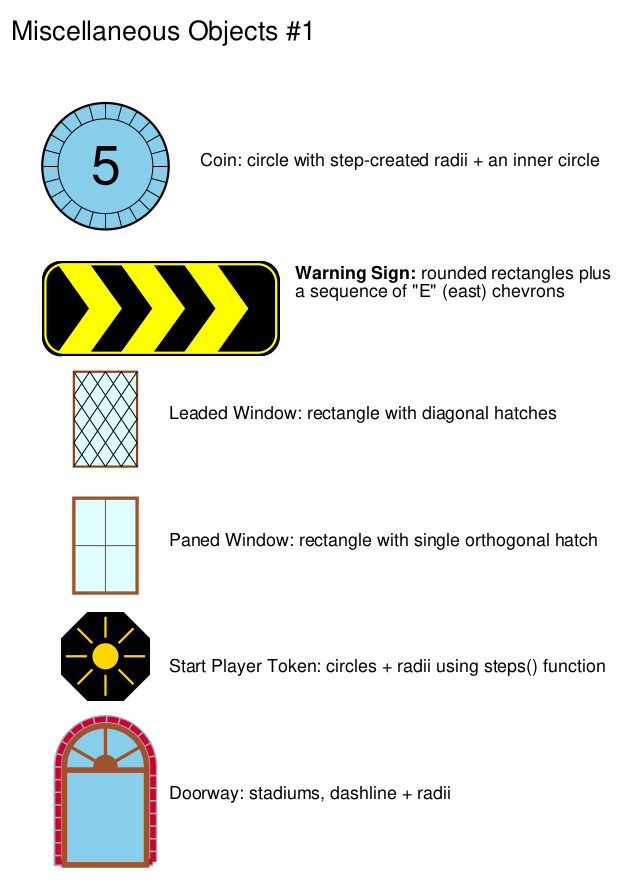 Miscellaneous Objects #1
5
Coin: circle with step-created radii + an inner circle
Warning Sign: rounded rectangles plus
a sequence of "E" (east) chevrons
Leaded Window: rectangle with diagonal hatches
Paned Window: rectangle with single orthogonal hatch
Start Player Token: circles + radii using steps() function
Doorway: stadiums, dashline + radii